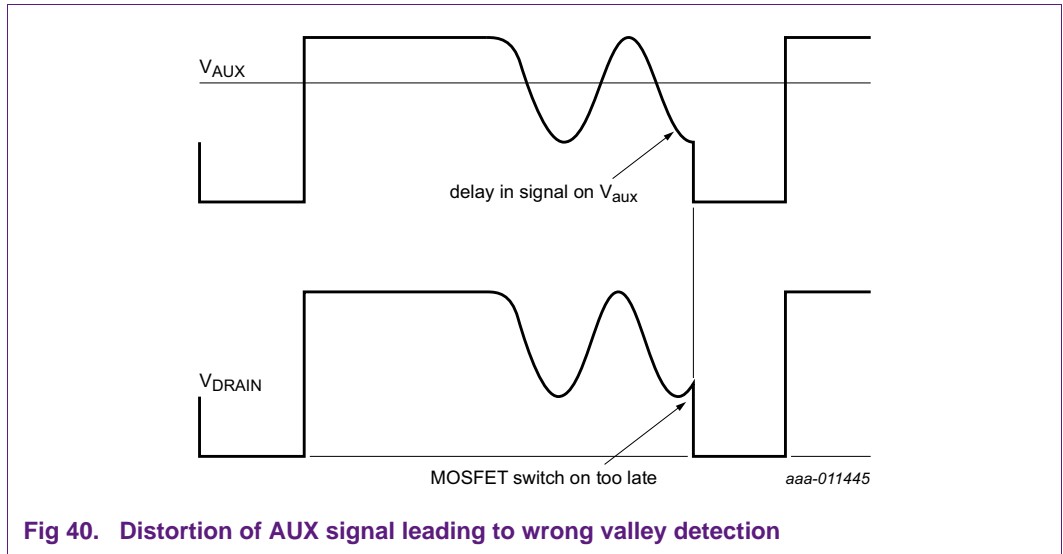 VAUX
delay in signal on Vaux
VDRAIN
MOSFET switch on too late
aaa-011445
Fig 40. Distortion of AUX signal leading to wrong valley detection